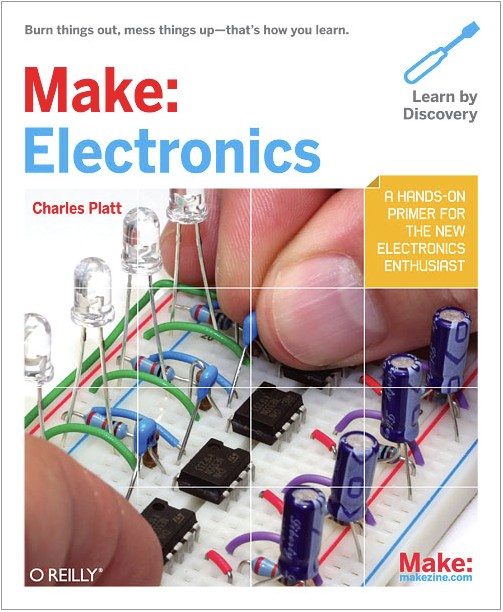 Burn things out, mess things up—that's how you learn.
Learn by
Discovery
Make:
Electronics
Charles Platt
A HANDS-ON
PRIMER FOR
THE NEW
ELECTRONICS
ENTHUSIAST
O REILLY®
Make:
makezine.com